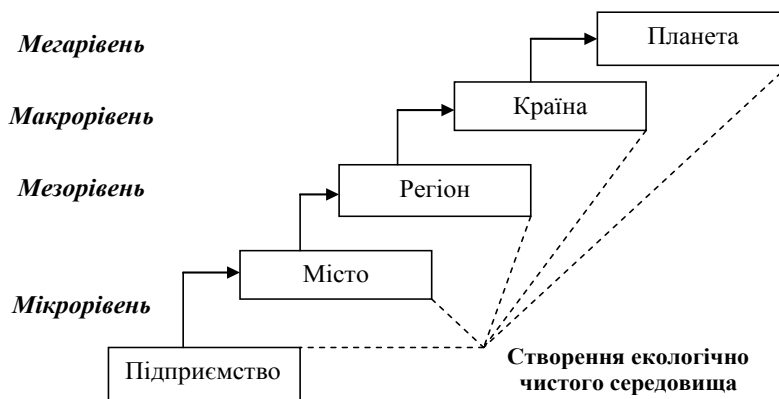 Мегарівень
Планета
Макрорівень
Країна
Мезорівень
Регіон
Місто
Мікрорівень
Підприємство
Створення екологічно
чистого середовища